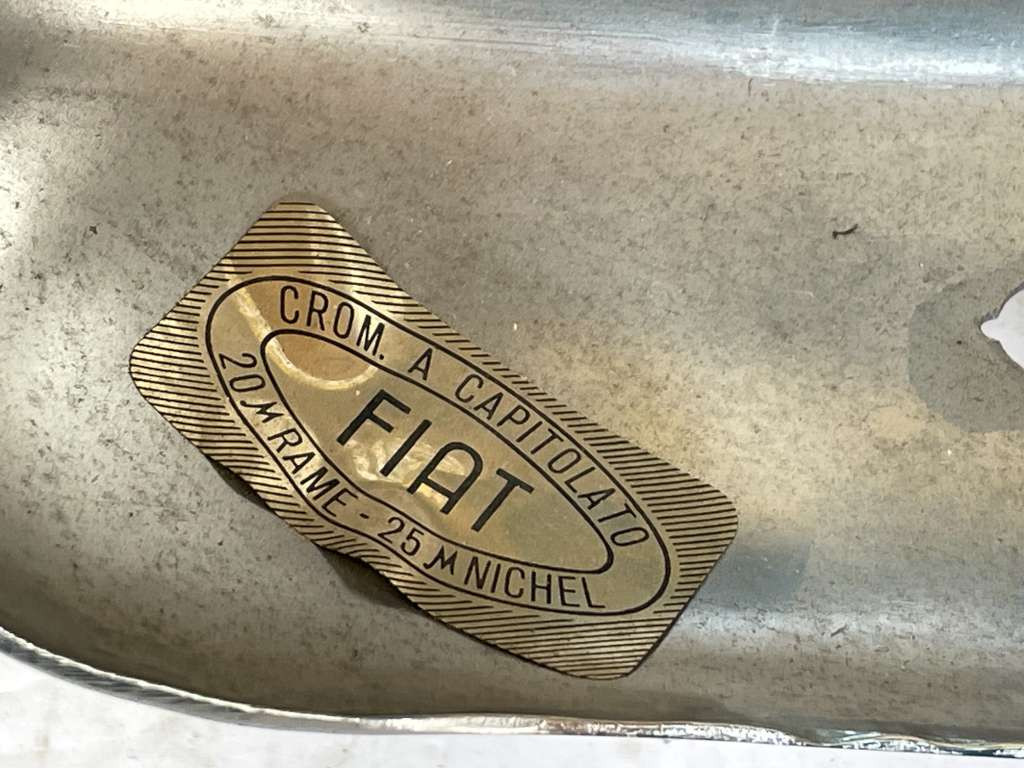 CROM. A CAPITOLATO
FIAT
20 µ RAME - 25 µ NICHEL